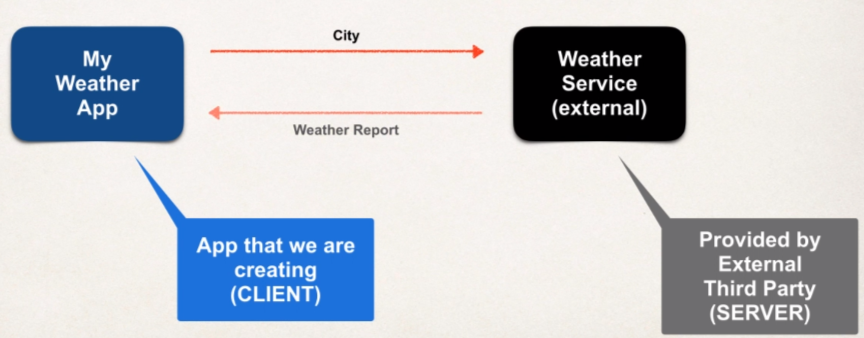 My
Weather
App
City
Weather Report
Weather
Service
(external)
App that we are
creating
(CLIENT)
Provided by
External
Third Party
(SERVER)